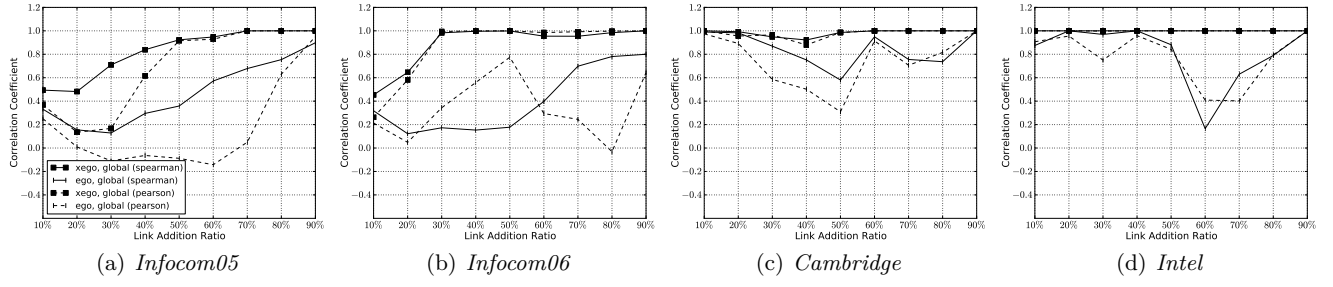 1.2
1.0
0.8
0.6
0.4
0.2
0.0
−0.2
−0.4
Correlation Coefficient
xego, global (spearman)
ego, global (spearman)
xego, global (pearson)
ego, global (pearson)
10% 20% 30% 40% 50% 60% 70% 80% 90%
Link Addition Ratio
(a) Infocom05
1.2
1.0
0.8
0.6
0.4
0.2
0.0
−0.2
−0.4
Correlation Coefficient
10% 20% 30% 40% 50% 60% 70% 80% 90%
Link Addition Ratio
(b) Infocom06
1.2
1.0
0.8
0.6
0.4
0.2
0.0
−0.2
−0.4
Correlation Coefficient
10% 20% 30% 40% 50% 60% 70% 80% 90%
Link Addition Ratio
(c) Cambridge
1.2
1.0
0.8
0.6
0.4
0.2
0.0
−0.2
−0.4
Correlation Coefficient
10% 20% 30% 40% 50% 60% 70% 80% 90%
Link Addition Ratio
(d) Intel